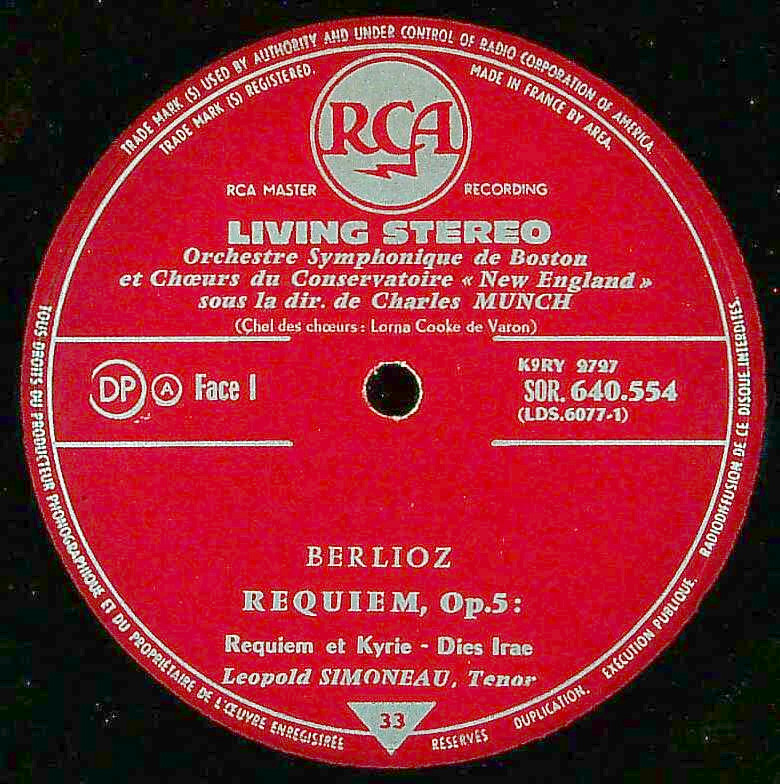 TRADE MARK (S) USED BY AUTHORITY AND UNDER CONTROL OF RADIO CORPORATION OF AMERICA.
TRADE MARK (S) REGISTERED.
MADE IN FRANCE BY AREA.
RCA
RCA MASTER RECORDING
LIVING STEREO
Orchestre Symphonique de Boston
et Chœurs du Conservatoire « New England »
sous la dir. de Charles MUNCH
(Chef des chœurs : Lorna Cooke de Varon)
DP A Face 1
K9RY 2727
SOR. 640.554
(LDS.6077-1)
BERLIOZ
REQUIEM, Op.5 :
Requiem et Kyrie - Dies Irae
Leopold SIMONEAU, Tenor
33
TOUS DROITS DU PRODUCTEUR PHONOGRAPHIQUE ET DU PROPRIÉTAIRE DE L'ŒUVRE ENREGISTRÉE RÉSERVÉS DUPLICATION. EXÉCUTION PUBLIQUE. RADIODIFFUSION DE CE DISQUE INTERDITES.